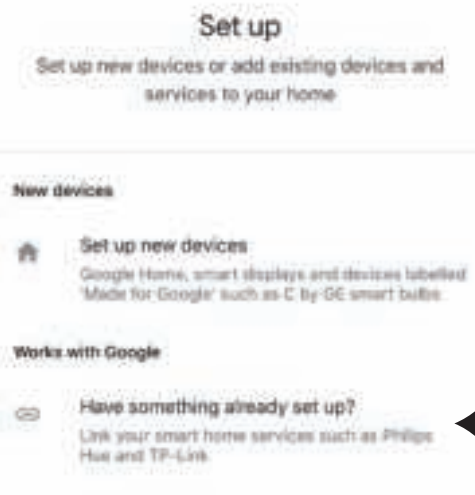 Set up
Set up new devices or add existing devices and
services to your home
New devices
Set up new devices
Google Home, smart displays and devices labelled
'Made for Google' such as C by GE smart bulbs
Works with Google
Have something already set up?
Link your smart home services such as Philips
Hue and TP-Link